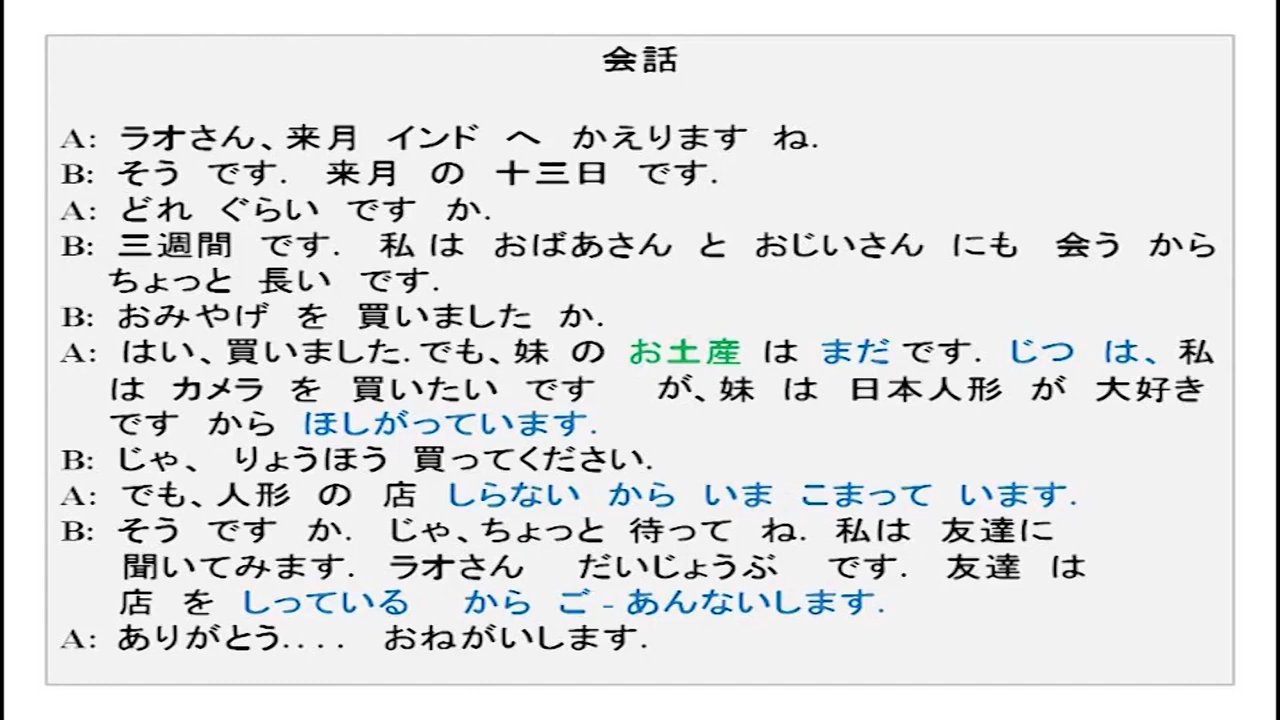 会話
A: ラオさん、来月 インド へ かえります ね.
B: そう です. 来月 の 十三日 です.
A: どれ ぐらい です か.
B: 三週間 です. 私 は おばあさん と おじいさん にも 会う から
ちょっと 長い です.
B: おみやげ を 買いました か.
A: はい、買いました. でも、妹 の お土産 は まだ です. じつ は、私
は カメラ を 買いたい です が、妹 は 日本人形 が 大好き
です から ほしがっています.
B: じゃ、 りょうほう 買ってください.
A: でも、人形 の 店 しらない から いま こまって います.
B: そう です か. じゃ、ちょっと 待って ね. 私は 友達に
聞いてみます. ラオさん だいじょうぶ です. 友達 は
店 を しっている から ご - あんないします.
A: ありがとう.... おねがいします.